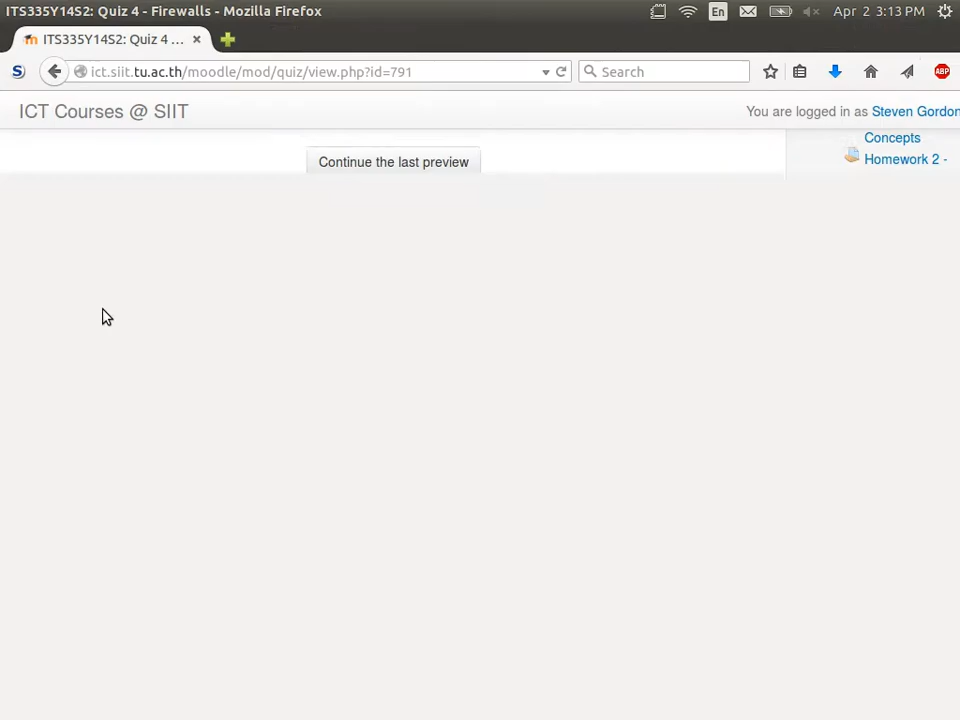 ITS335Y14S2: Quiz 4 - Firewalls - Mozilla Firefox
En
Apr 2 3:13 PM
ITS335Y14S2: Quiz 4 ...
S
ict.siit.tu.ac.th/moodle/mod/quiz/view.php?id=791
Search
ABP
ICT Courses @ SIIT
You are logged in as Steven Gordon
Continue the last preview
Concepts
Homework 2 -